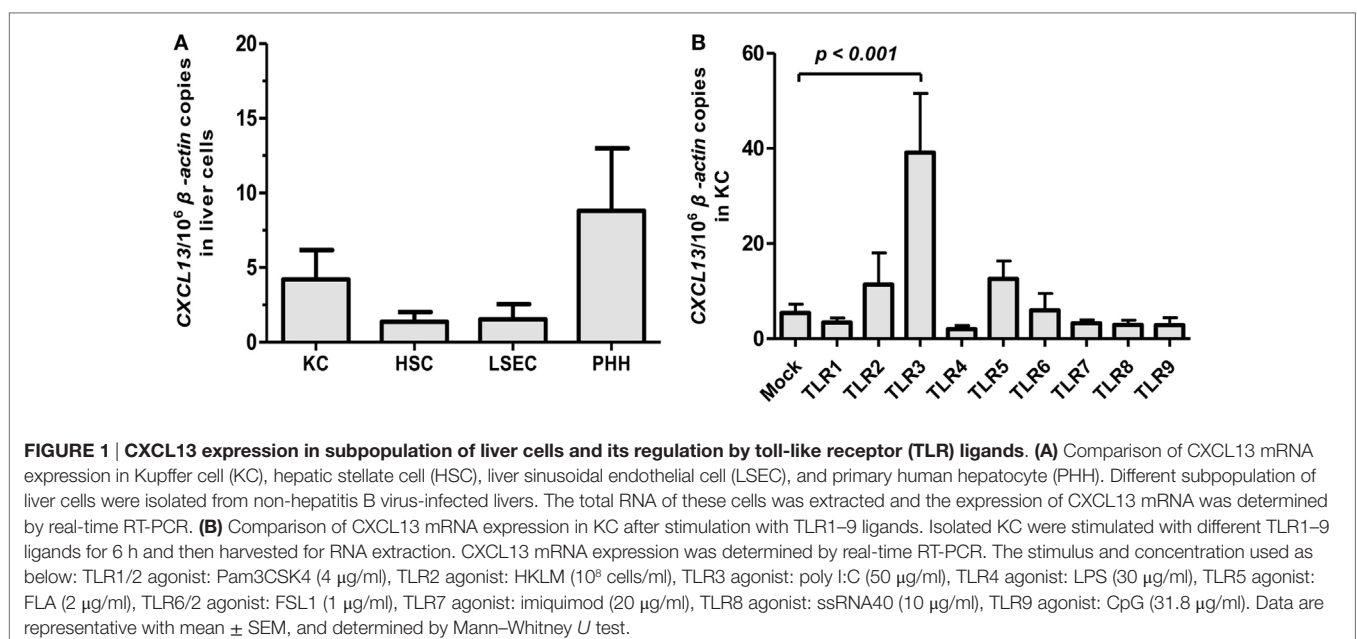 A
20
15
10
5
0
CXCL13/10⁶ β -actin copies
in liver cells
KC HSC LSEC PHH
B
60
40
20
0
CXCL13/10⁶ β -actin copies
in KC
p < 0.001
Mock TLR1 TLR2 TLR3 TLR4 TLR5 TLR6 TLR7 TLR8 TLR9
FIGURE 1 | CXCL13 expression in subpopulation of liver cells and its regulation by toll-like receptor (TLR) ligands. (A) Comparison of CXCL13 mRNA
expression in Kupffer cell (KC), hepatic stellate cell (HSC), liver sinusoidal endothelial cell (LSEC), and primary human hepatocyte (PHH). Different subpopulation of
liver cells were isolated from non-hepatitis B virus-infected livers. The total RNA of these cells was extracted and the expression of CXCL13 mRNA was determined
by real-time RT-PCR. (B) Comparison of CXCL13 mRNA expression in KC after stimulation with TLR1–9 ligands. Isolated KC were stimulated with different TLR1–9
ligands for 6 h and then harvested for RNA extraction. CXCL13 mRNA expression was determined by real-time RT-PCR. The stimulus and concentration used as
below: TLR1/2 agonist: Pam3CSK4 (4 μg/ml), TLR2 agonist: HKLM (10⁸ cells/ml), TLR3 agonist: poly I:C (50 μg/ml), TLR4 agonist: LPS (30 μg/ml), TLR5 agonist:
FLA (2 μg/ml), TLR6/2 agonist: FSL1 (1 μg/ml), TLR7 agonist: imiquimod (20 μg/ml), TLR8 agonist: ssRNA40 (10 μg/ml), TLR9 agonist: CpG (31.8 μg/ml). Data are
representative with mean ± SEM, and determined by Mann–Whitney U test.